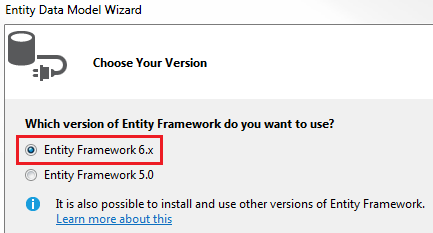 Entity Data Model Wizard
Choose Your Version
Which version of Entity Framework do you want to use?
Entity Framework 6.x
Entity Framework 5.0
It is also possible to install and use other versions of Entity Framework.
Learn more about this